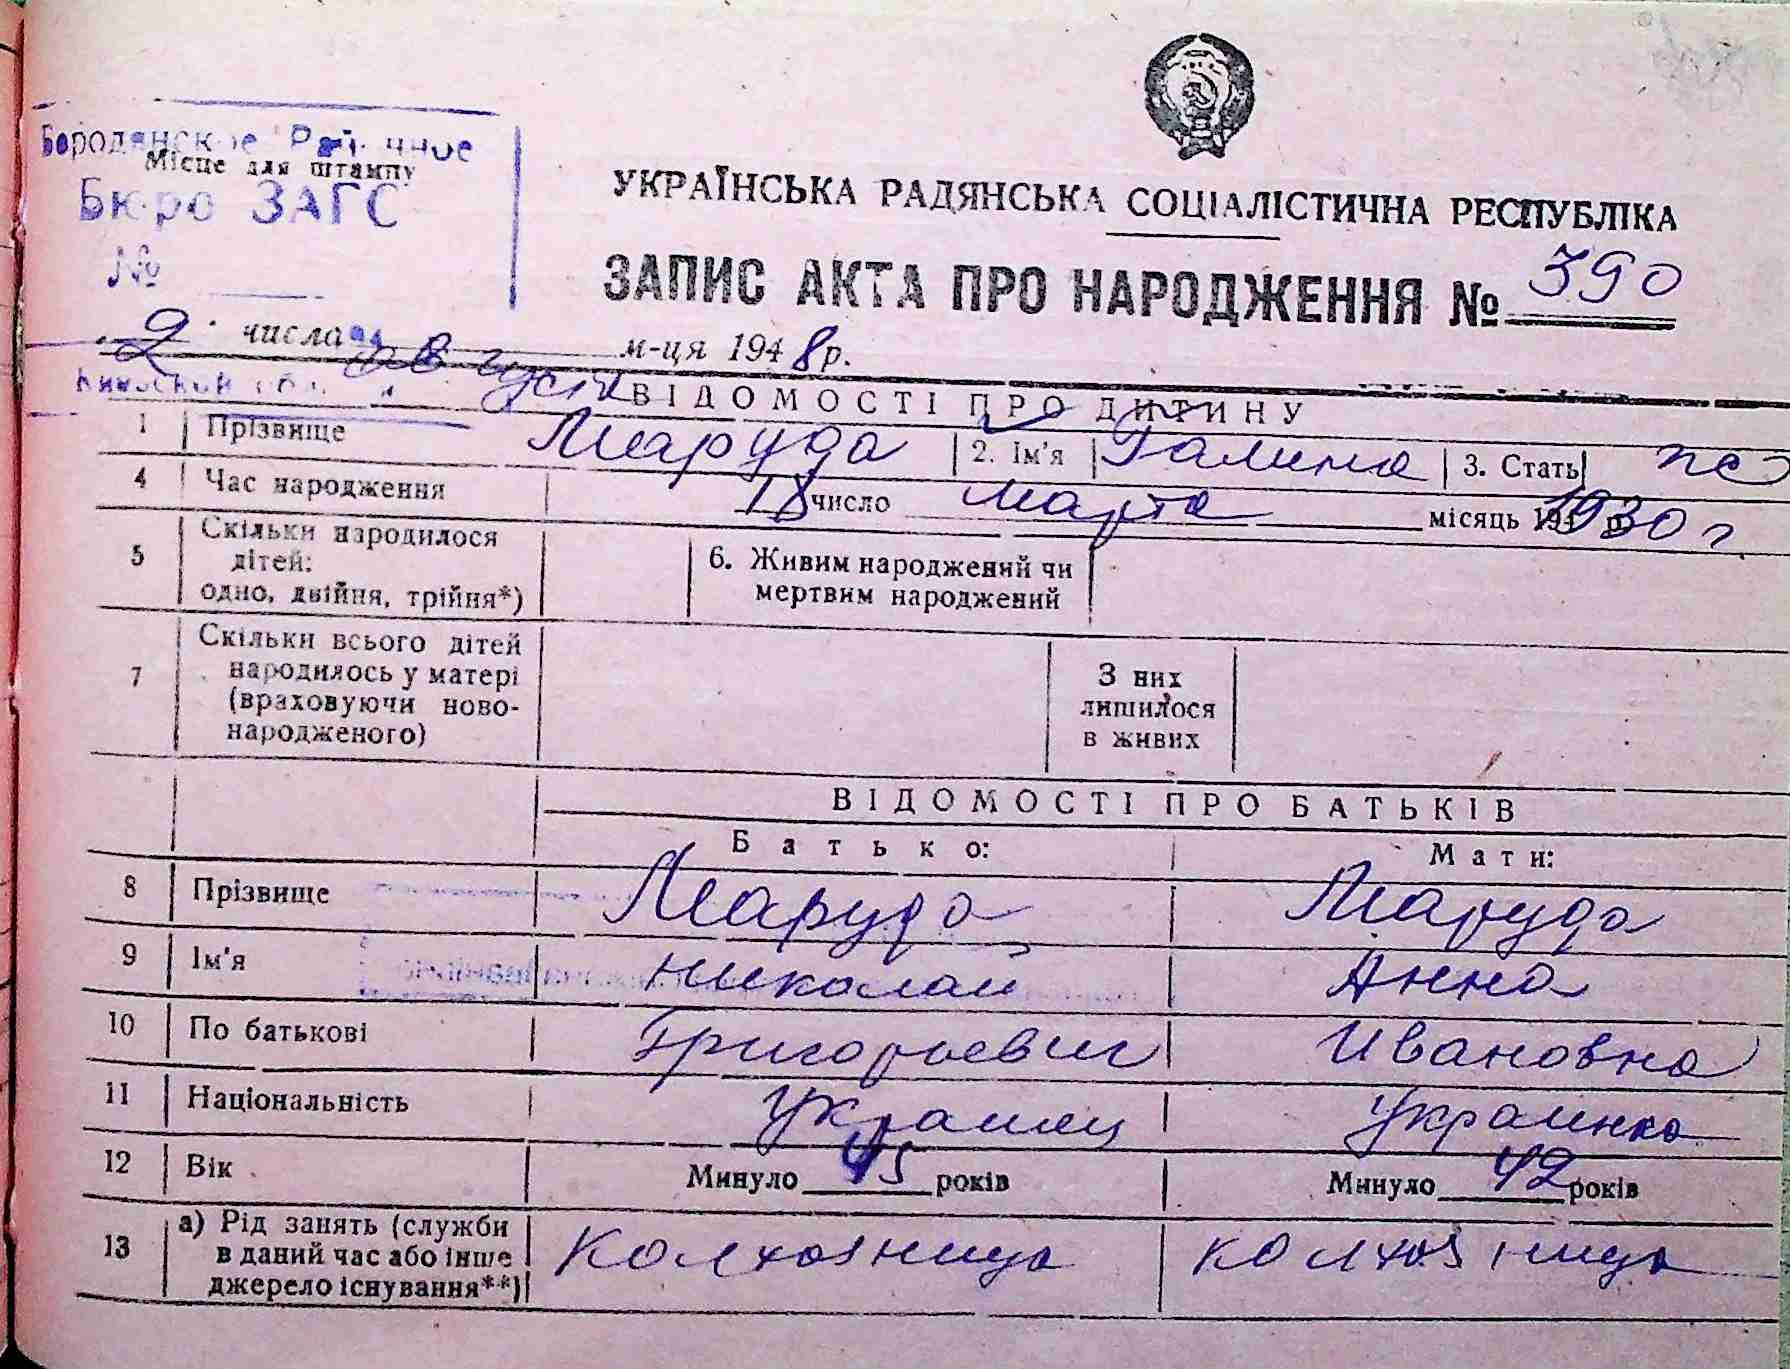 Бородянское Районное
Місце для штампу
Бюро ЗАГС
№
УКРАЇНСЬКА РАДЯНСЬКА СОЦІАЛІСТИЧНА РЕСПУБЛІКА
ЗАПИС АКТА ПРО НАРОДЖЕННЯ № 390
2 числа август м-ця 1948 р.
Киевской обл.
ВІДОМОСТІ ПРО ДИТИНУ
1 Прізвище Маруда 2. Ім'я Галина 3. Стать
4 Час народження 18 число марта місяць 1930 г.
5 Скільки народилося дітей: одно, двійня, трійня*) 6. Живим народжений чи мертвим народжений
7 Скільки всього дітей народилось у матері (враховуючи новонародженого) З них лишилося в живих
ВІДОМОСТІ ПРО БАТЬКІВ
Батько: Мати:
8 Прізвище Маруда Маруда
9 Ім'я Николай Анна
10 По батькові Григорьевич Ивановна
11 Національність Украинец Украинка
12 Вік Минуло 45 років Минуло 42 років
13 а) Рід занять (служби в даний час або інше джерело існування**) Колхозница колхозница